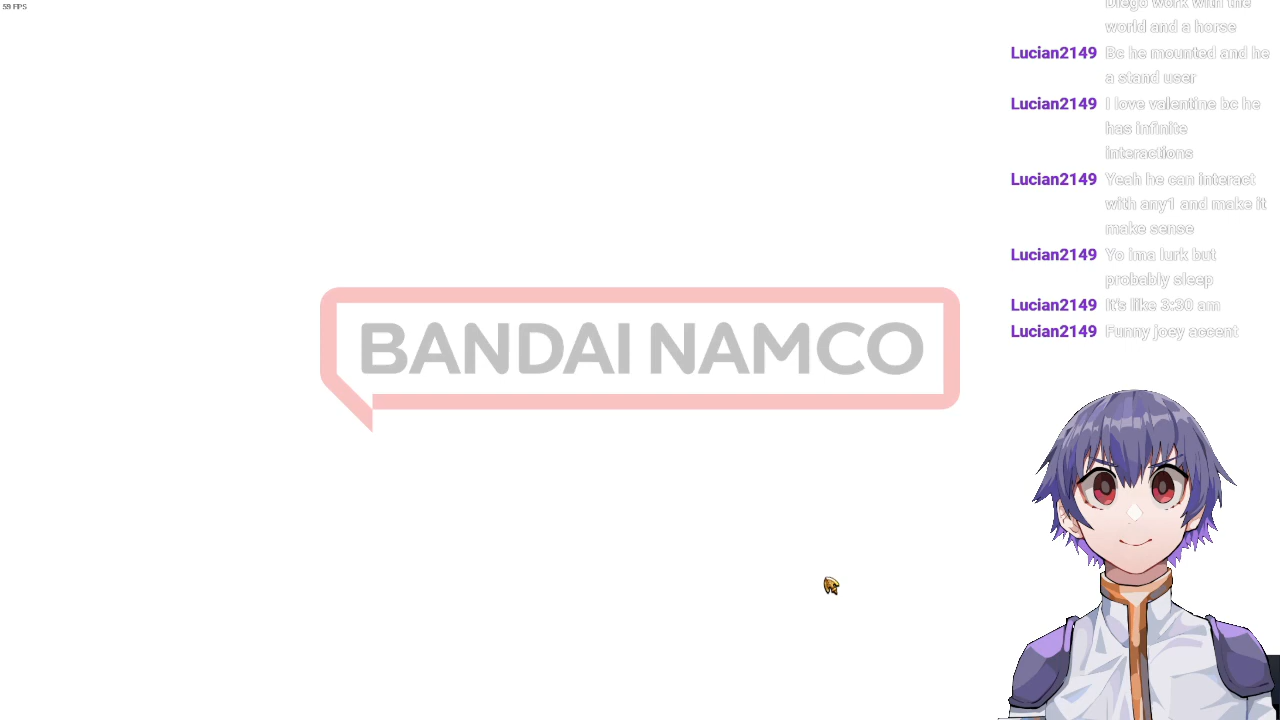 59 FPS
Diego work with the
world and a horse
Lucian2149 Bc he mounted and he
a stand user
Lucian2149 I love valentine bc he
has infinite
interactions
Lucian2149 Yeah he can interact
with any1 and make it
make sense
Lucian2149 Yo ima lurk but
probably sleep
Lucian2149 It's like 3:30 am
Lucian2149 Funny joey accent
BANDAI NAMCO